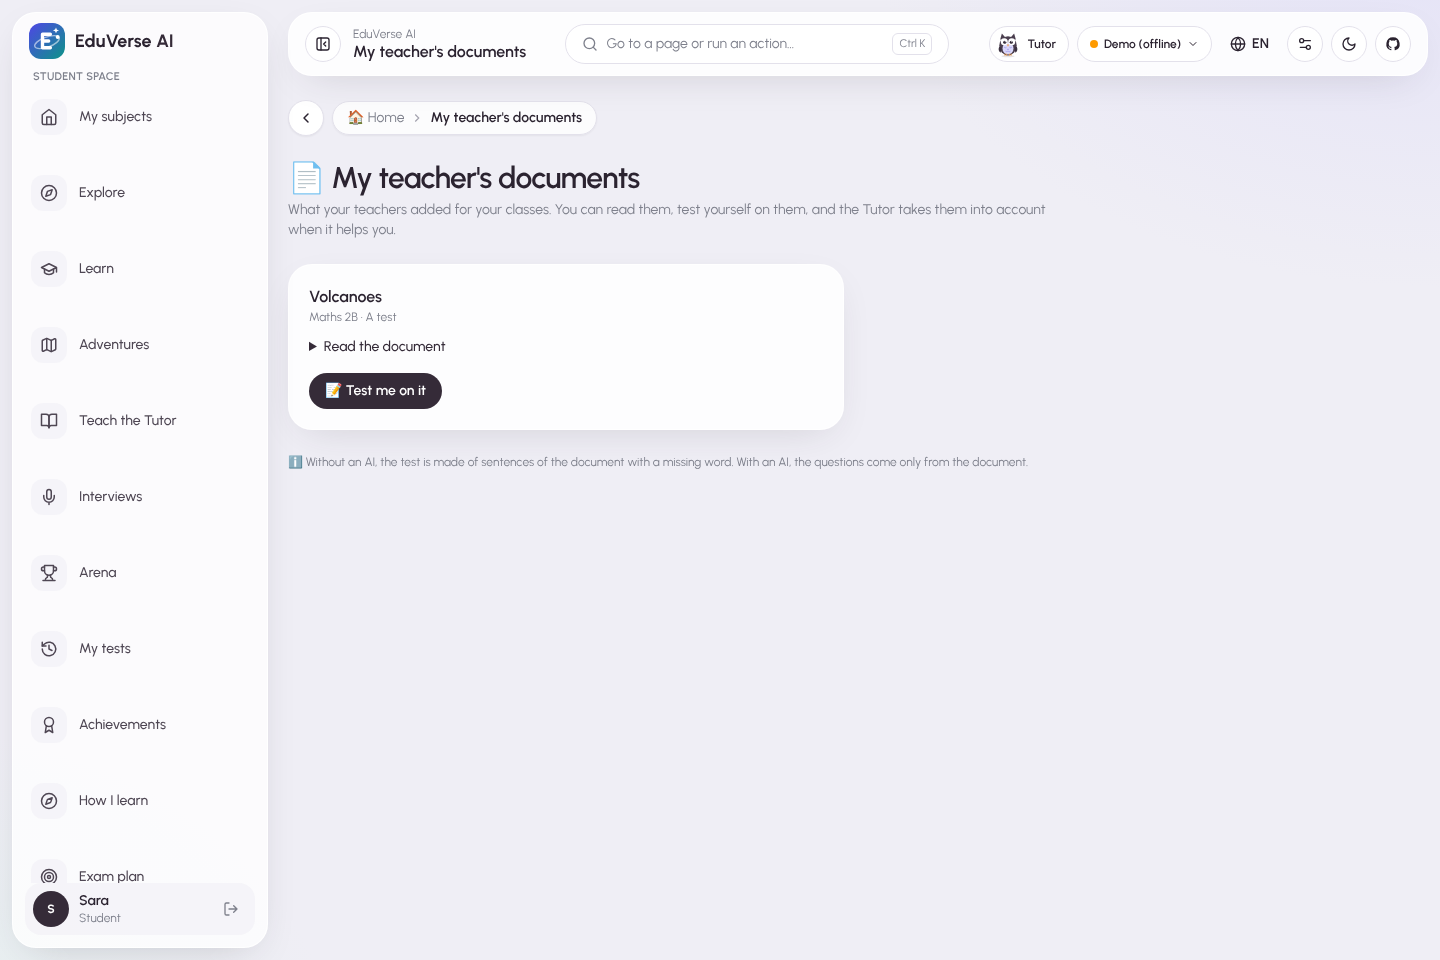 EduVerse AI
STUDENT SPACE
My subjects
Explore
Learn
Adventures
Teach the Tutor
Interviews
Arena
My tests
Achievements
How I learn
Exam plan
S
Sara
Student
EduVerse AI
My teacher's documents
Go to a page or run an action...
Ctrl K
Tutor
Demo (offline)
EN
Home
My teacher's documents
My teacher's documents
What your teachers added for your classes. You can read them, test yourself on them, and the Tutor takes them into account
when it helps you.
Volcanoes
Maths 2B · A test
Read the document
Test me on it
Without an AI, the test is made of sentences of the document with a missing word. With an AI, the questions come only from the document.